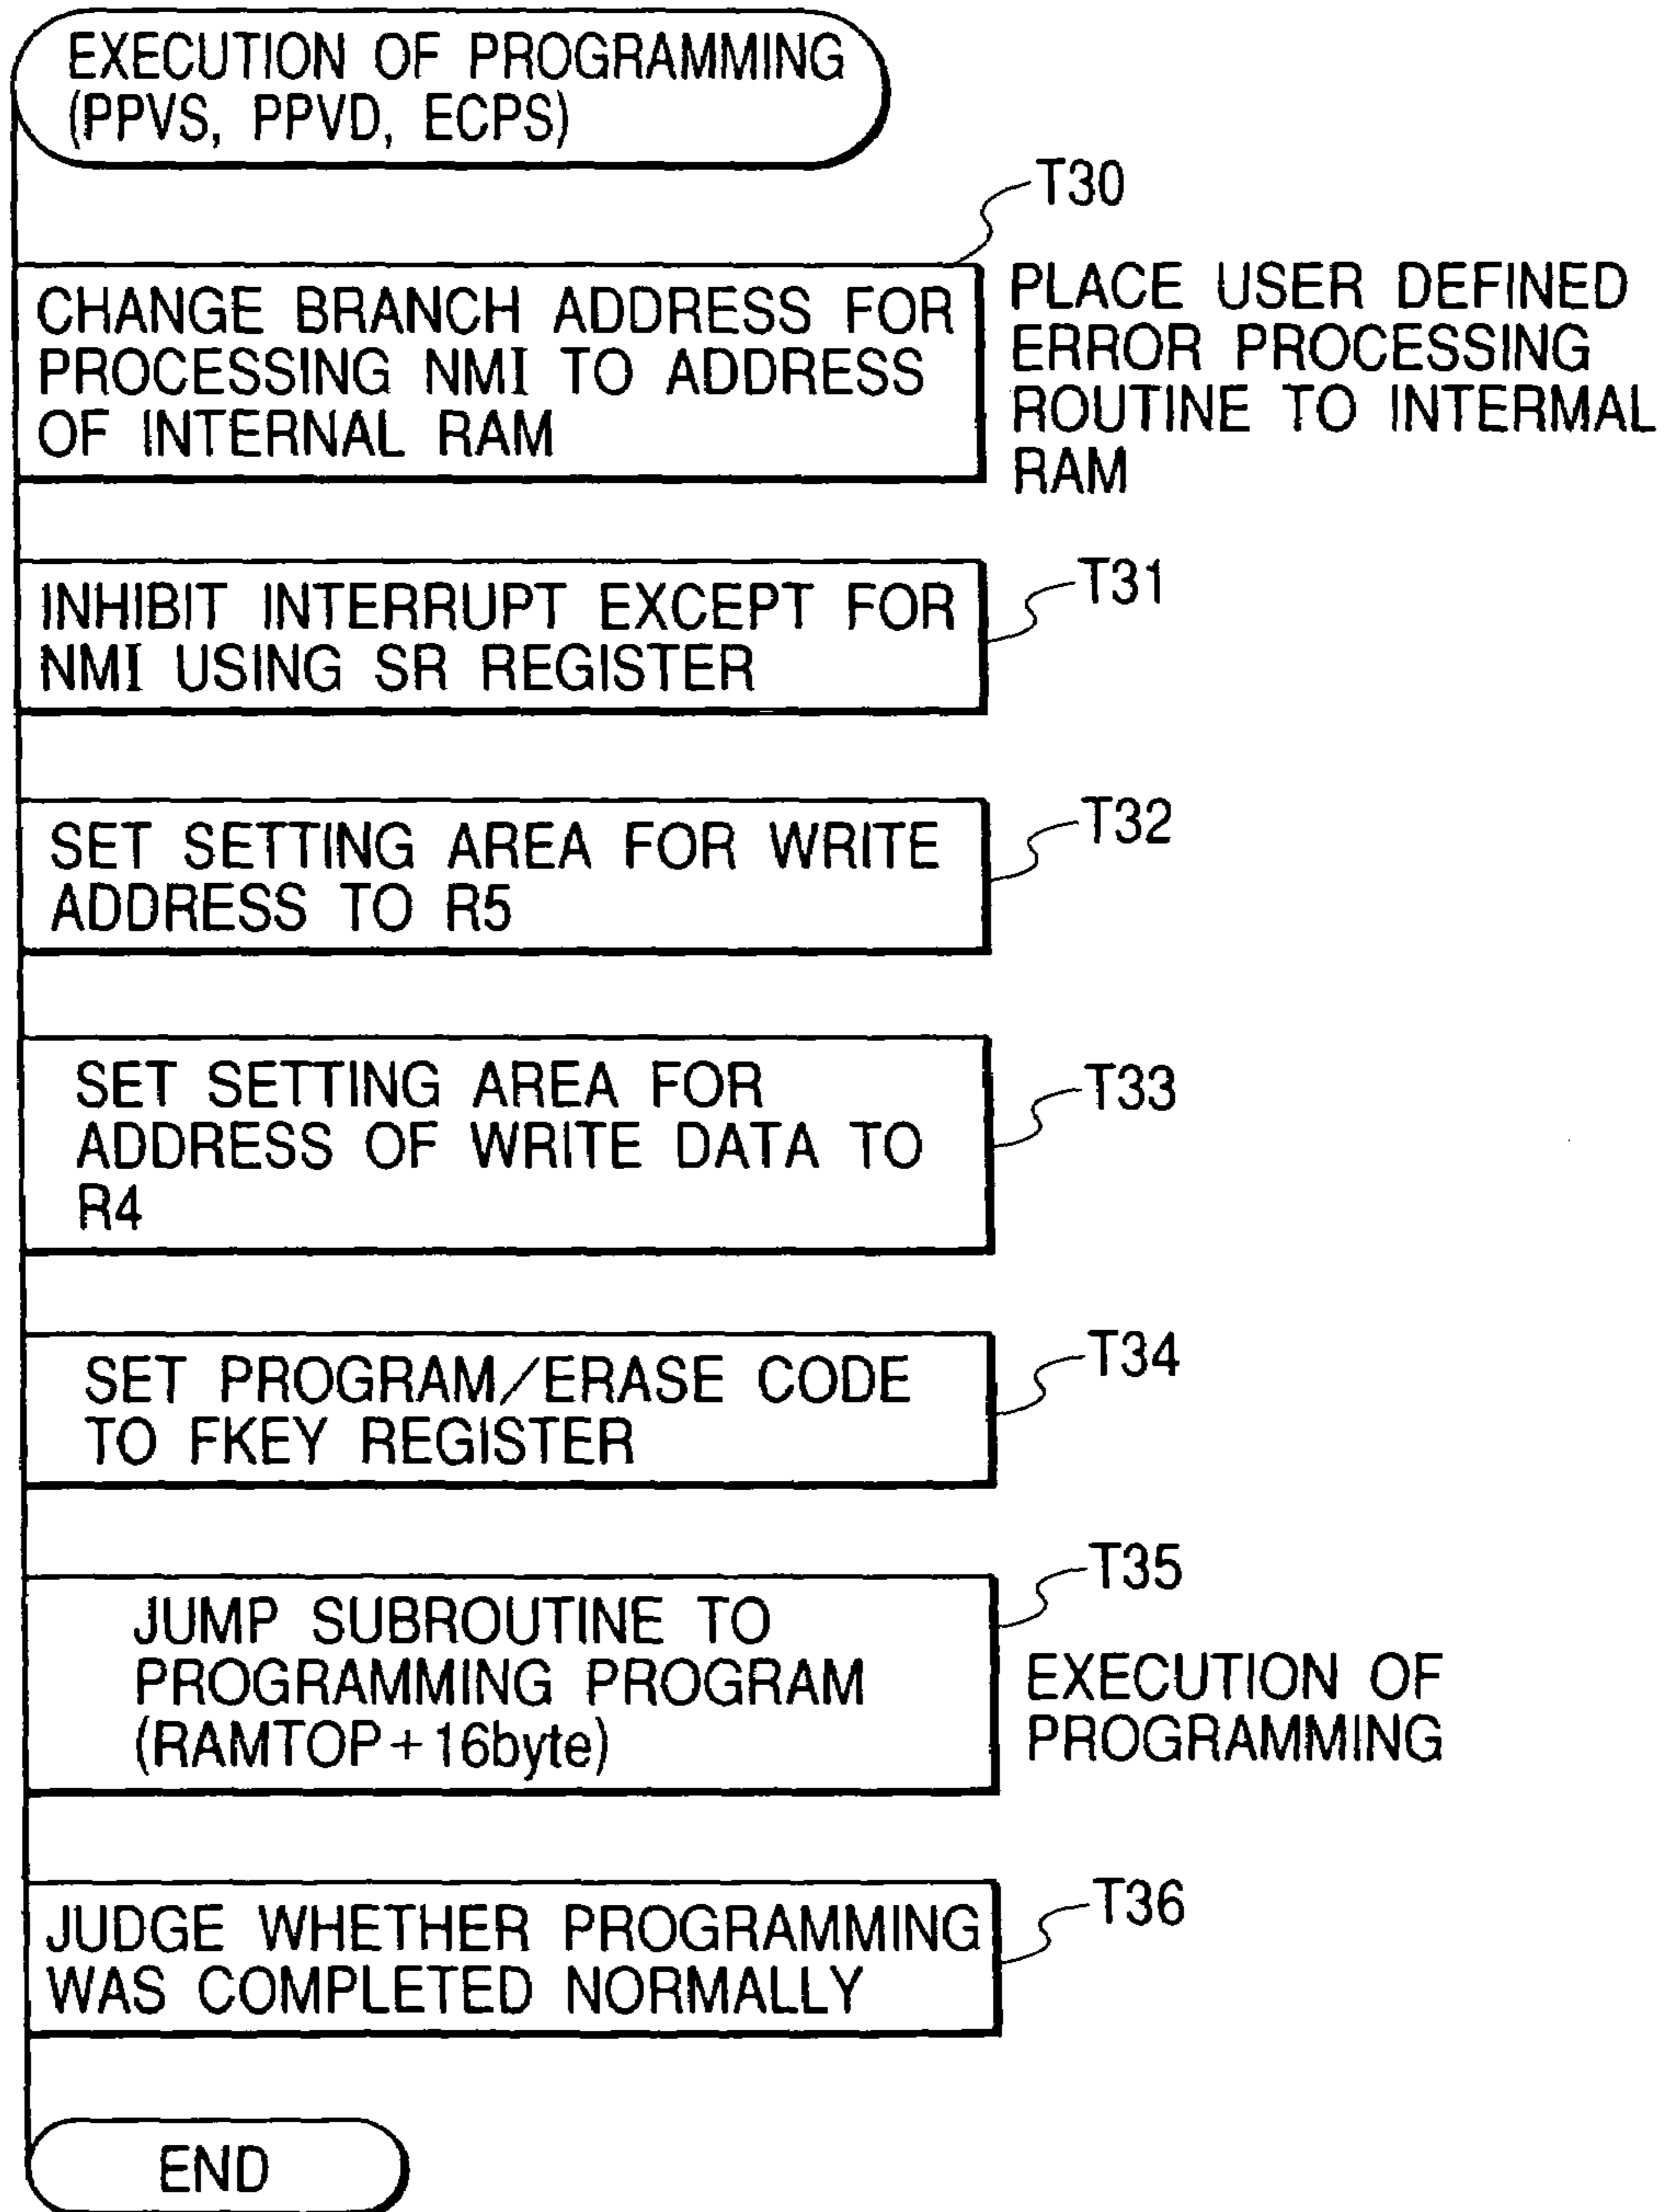 EXECUTION OF PROGRAMMING
(PPVS, PPVD, ECPS)
T30
CHANGE BRANCH ADDRESS FOR
PROCESSING NMI TO ADDRESS
OF INTERNAL RAM
PLACE USER DEFINED
ERROR PROCESSING
ROUTINE TO INTERMAL
RAM
T31
INHIBIT INTERRUPT EXCEPT FOR
NMI USING SR REGISTER
T32
SET SETTING AREA FOR WRITE
ADDRESS TO R5
T33
SET SETTING AREA FOR
ADDRESS OF WRITE DATA TO
R4
T34
SET PROGRAM/ERASE CODE
TO FKEY REGISTER
T35
JUMP SUBROUTINE TO
PROGRAMMING PROGRAM
(RAMTOP+16byte)
EXECUTION OF
PROGRAMMING
T36
JUDGE WHETHER PROGRAMMING
WAS COMPLETED NORMALLY
END